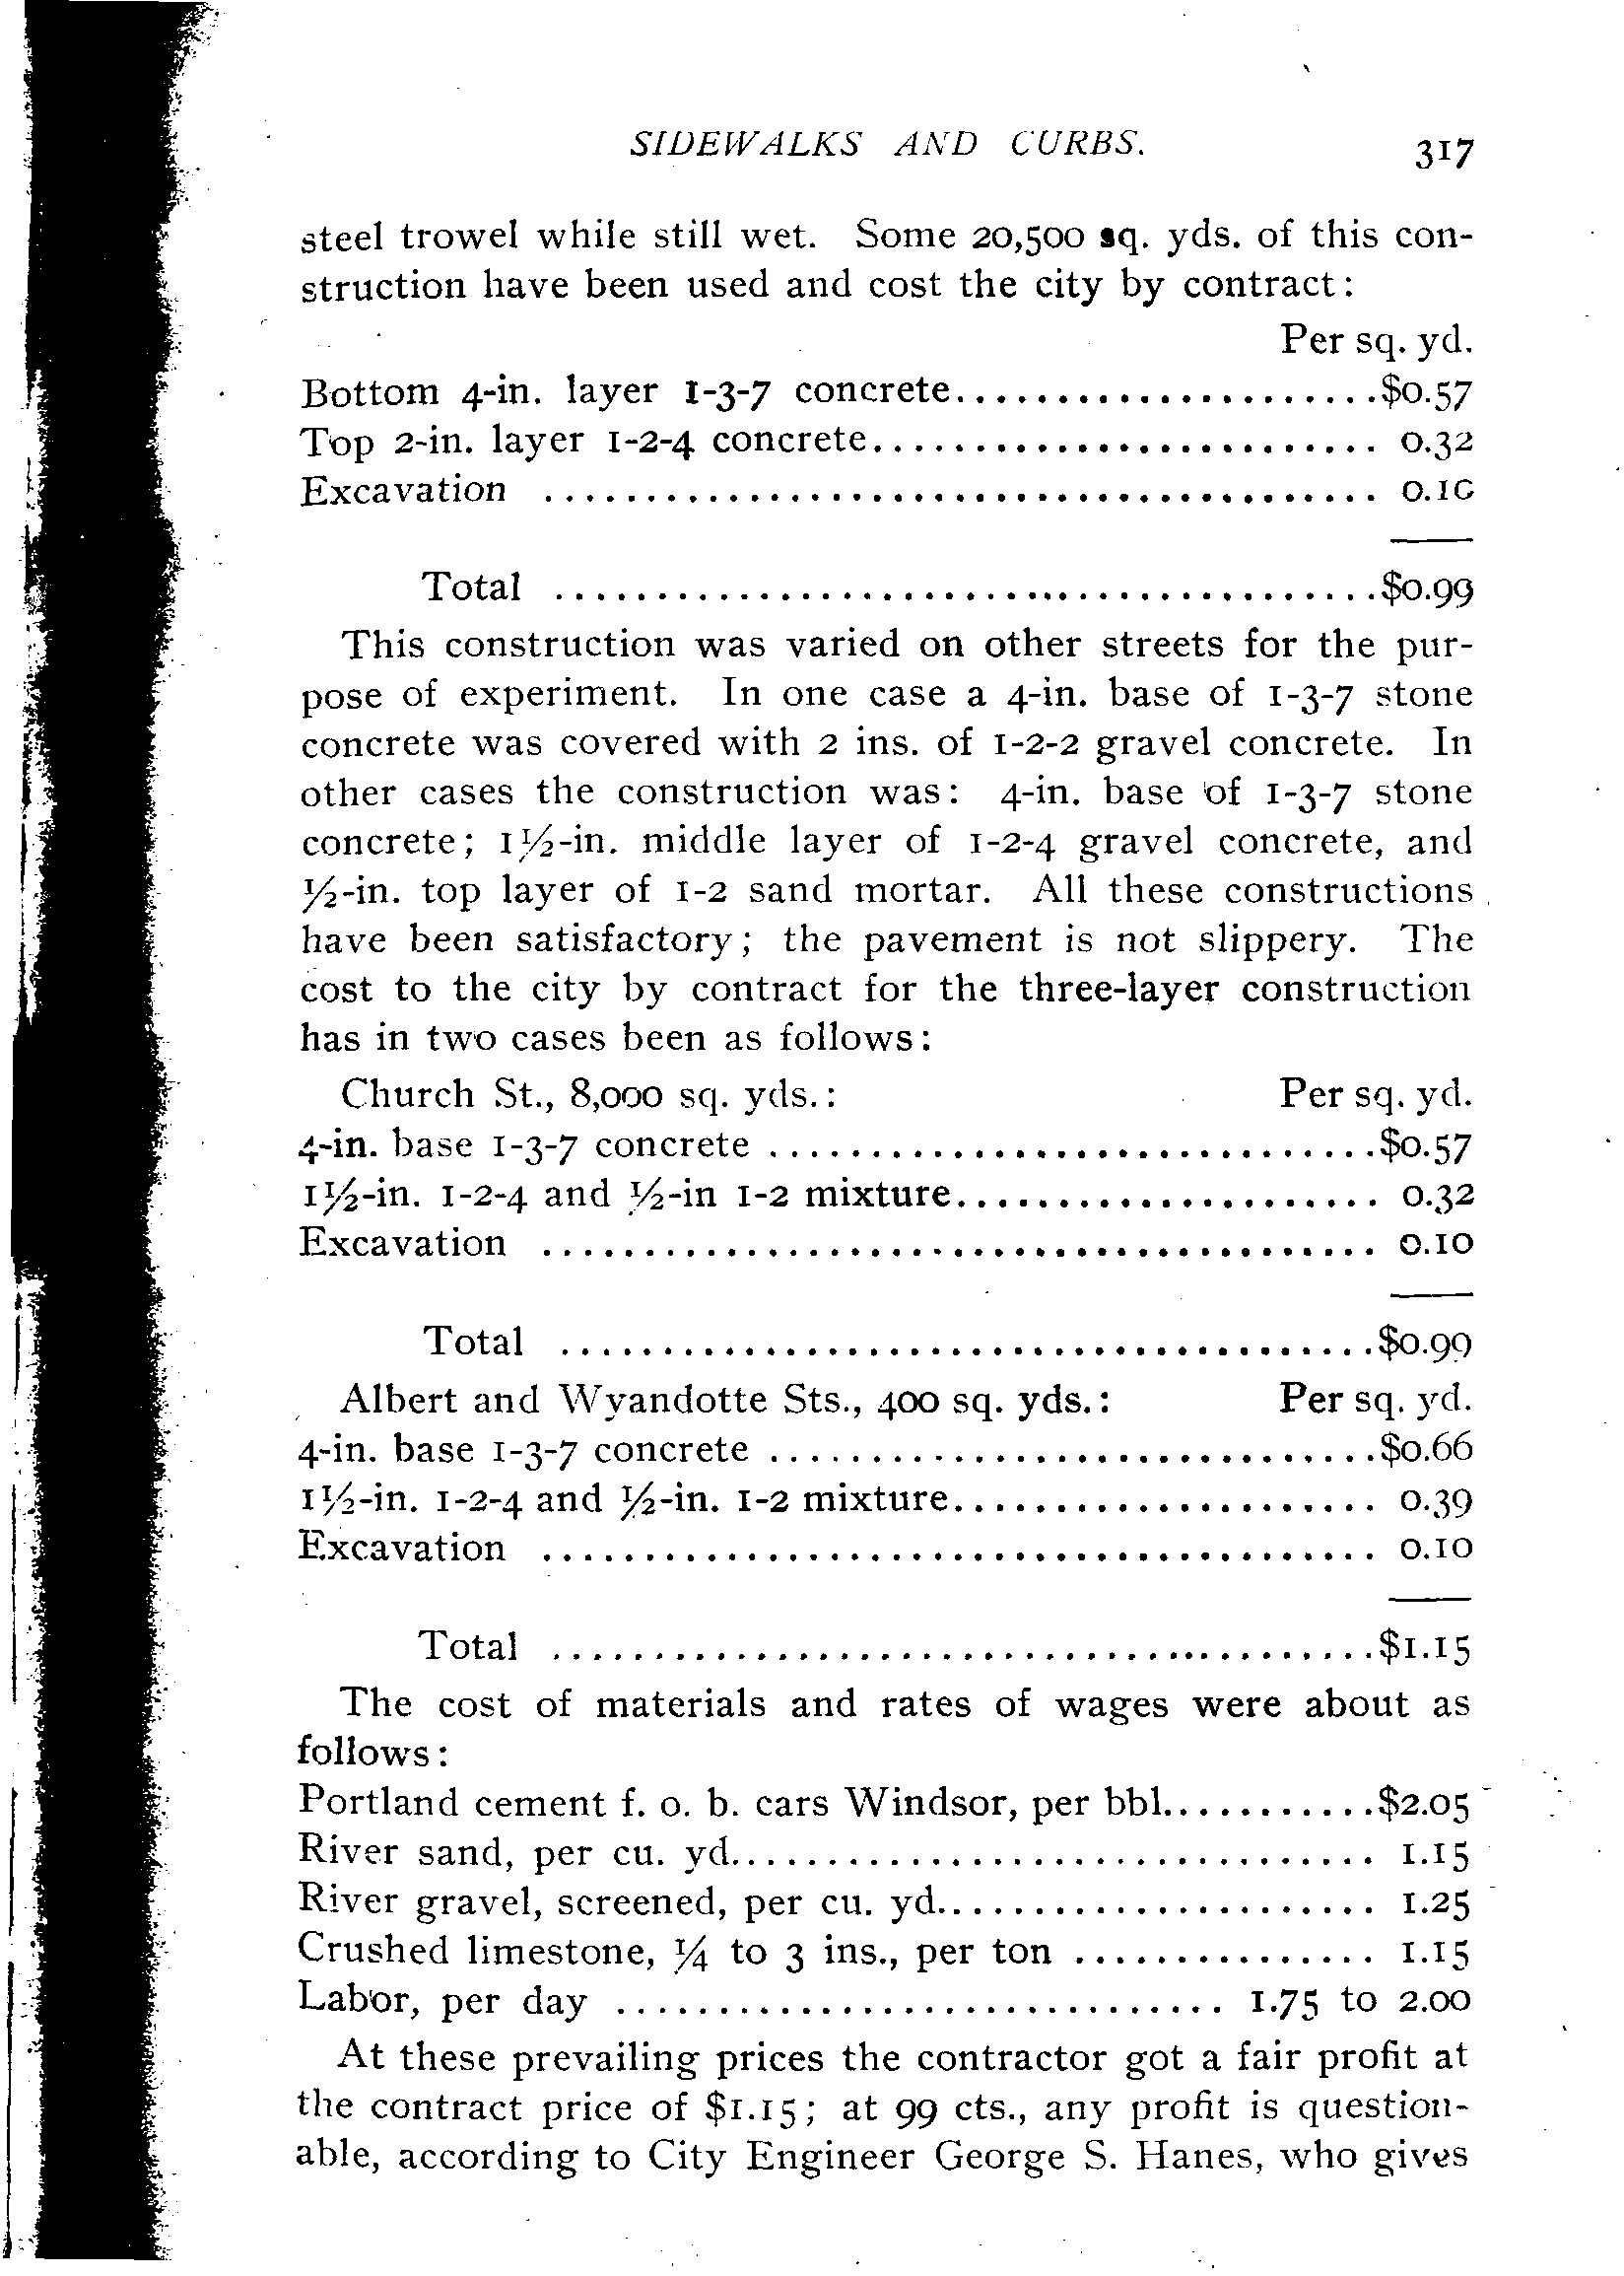 SIDEWALKS AND CURBS. 317
steel trowel while still wet. Some 20,500 sq. yds. of this con-
struction have been used and cost the city by contract:
Per sq. yd.
Bottom 4-in. layer 1-3-7 concrete.....................$0.57
Top 2-in. layer 1-2-4 concrete......................... 0.32
Excavation ......................................... 0.10
Total ........................................$0.99
This construction was varied on other streets for the pur-
pose of experiment. In one case a 4-in. base of 1-3-7 stone
concrete was covered with 2 ins. of 1-2-2 gravel concrete. In
other cases the construction was: 4-in. base of 1-3-7 stone
concrete; 1½-in. middle layer of 1-2-4 gravel concrete, and
½-in. top layer of 1-2 sand mortar. All these constructions
have been satisfactory; the pavement is not slippery. The
cost to the city by contract for the three-layer construction
has in two cases been as follows:
Church St., 8,000 sq. yds.: Per sq. yd.
4-in. base 1-3-7 concrete ..............................$0.57
1½-in. 1-2-4 and ½-in 1-2 mixture..................... 0.32
Excavation ......................................... 0.10
Total ........................................$0.99
Albert and Wyandotte Sts., 400 sq. yds.: Per sq. yd.
4-in. base 1-3-7 concrete ..............................$0.66
1½-in. 1-2-4 and ½-in. 1-2 mixture..................... 0.39
Excavation ......................................... 0.10
Total ........................................$1.15
The cost of materials and rates of wages were about as
follows:
Portland cement f. o. b. cars Windsor, per bbl...........$2.05
River sand, per cu. yd................................ 1.15
River gravel, screened, per cu. yd...................... 1.25
Crushed limestone, ¼ to 3 ins., per ton ............... 1.15
Labor, per day .............................. 1.75 to 2.00
At these prevailing prices the contractor got a fair profit at
the contract price of $1.15; at 99 cts., any profit is question-
able, according to City Engineer George S. Hanes, who gives